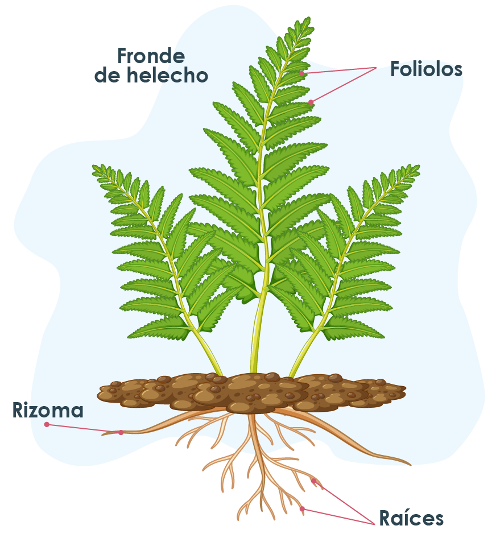 Fronde
de helecho
Foliolos
Rizoma
Raíces